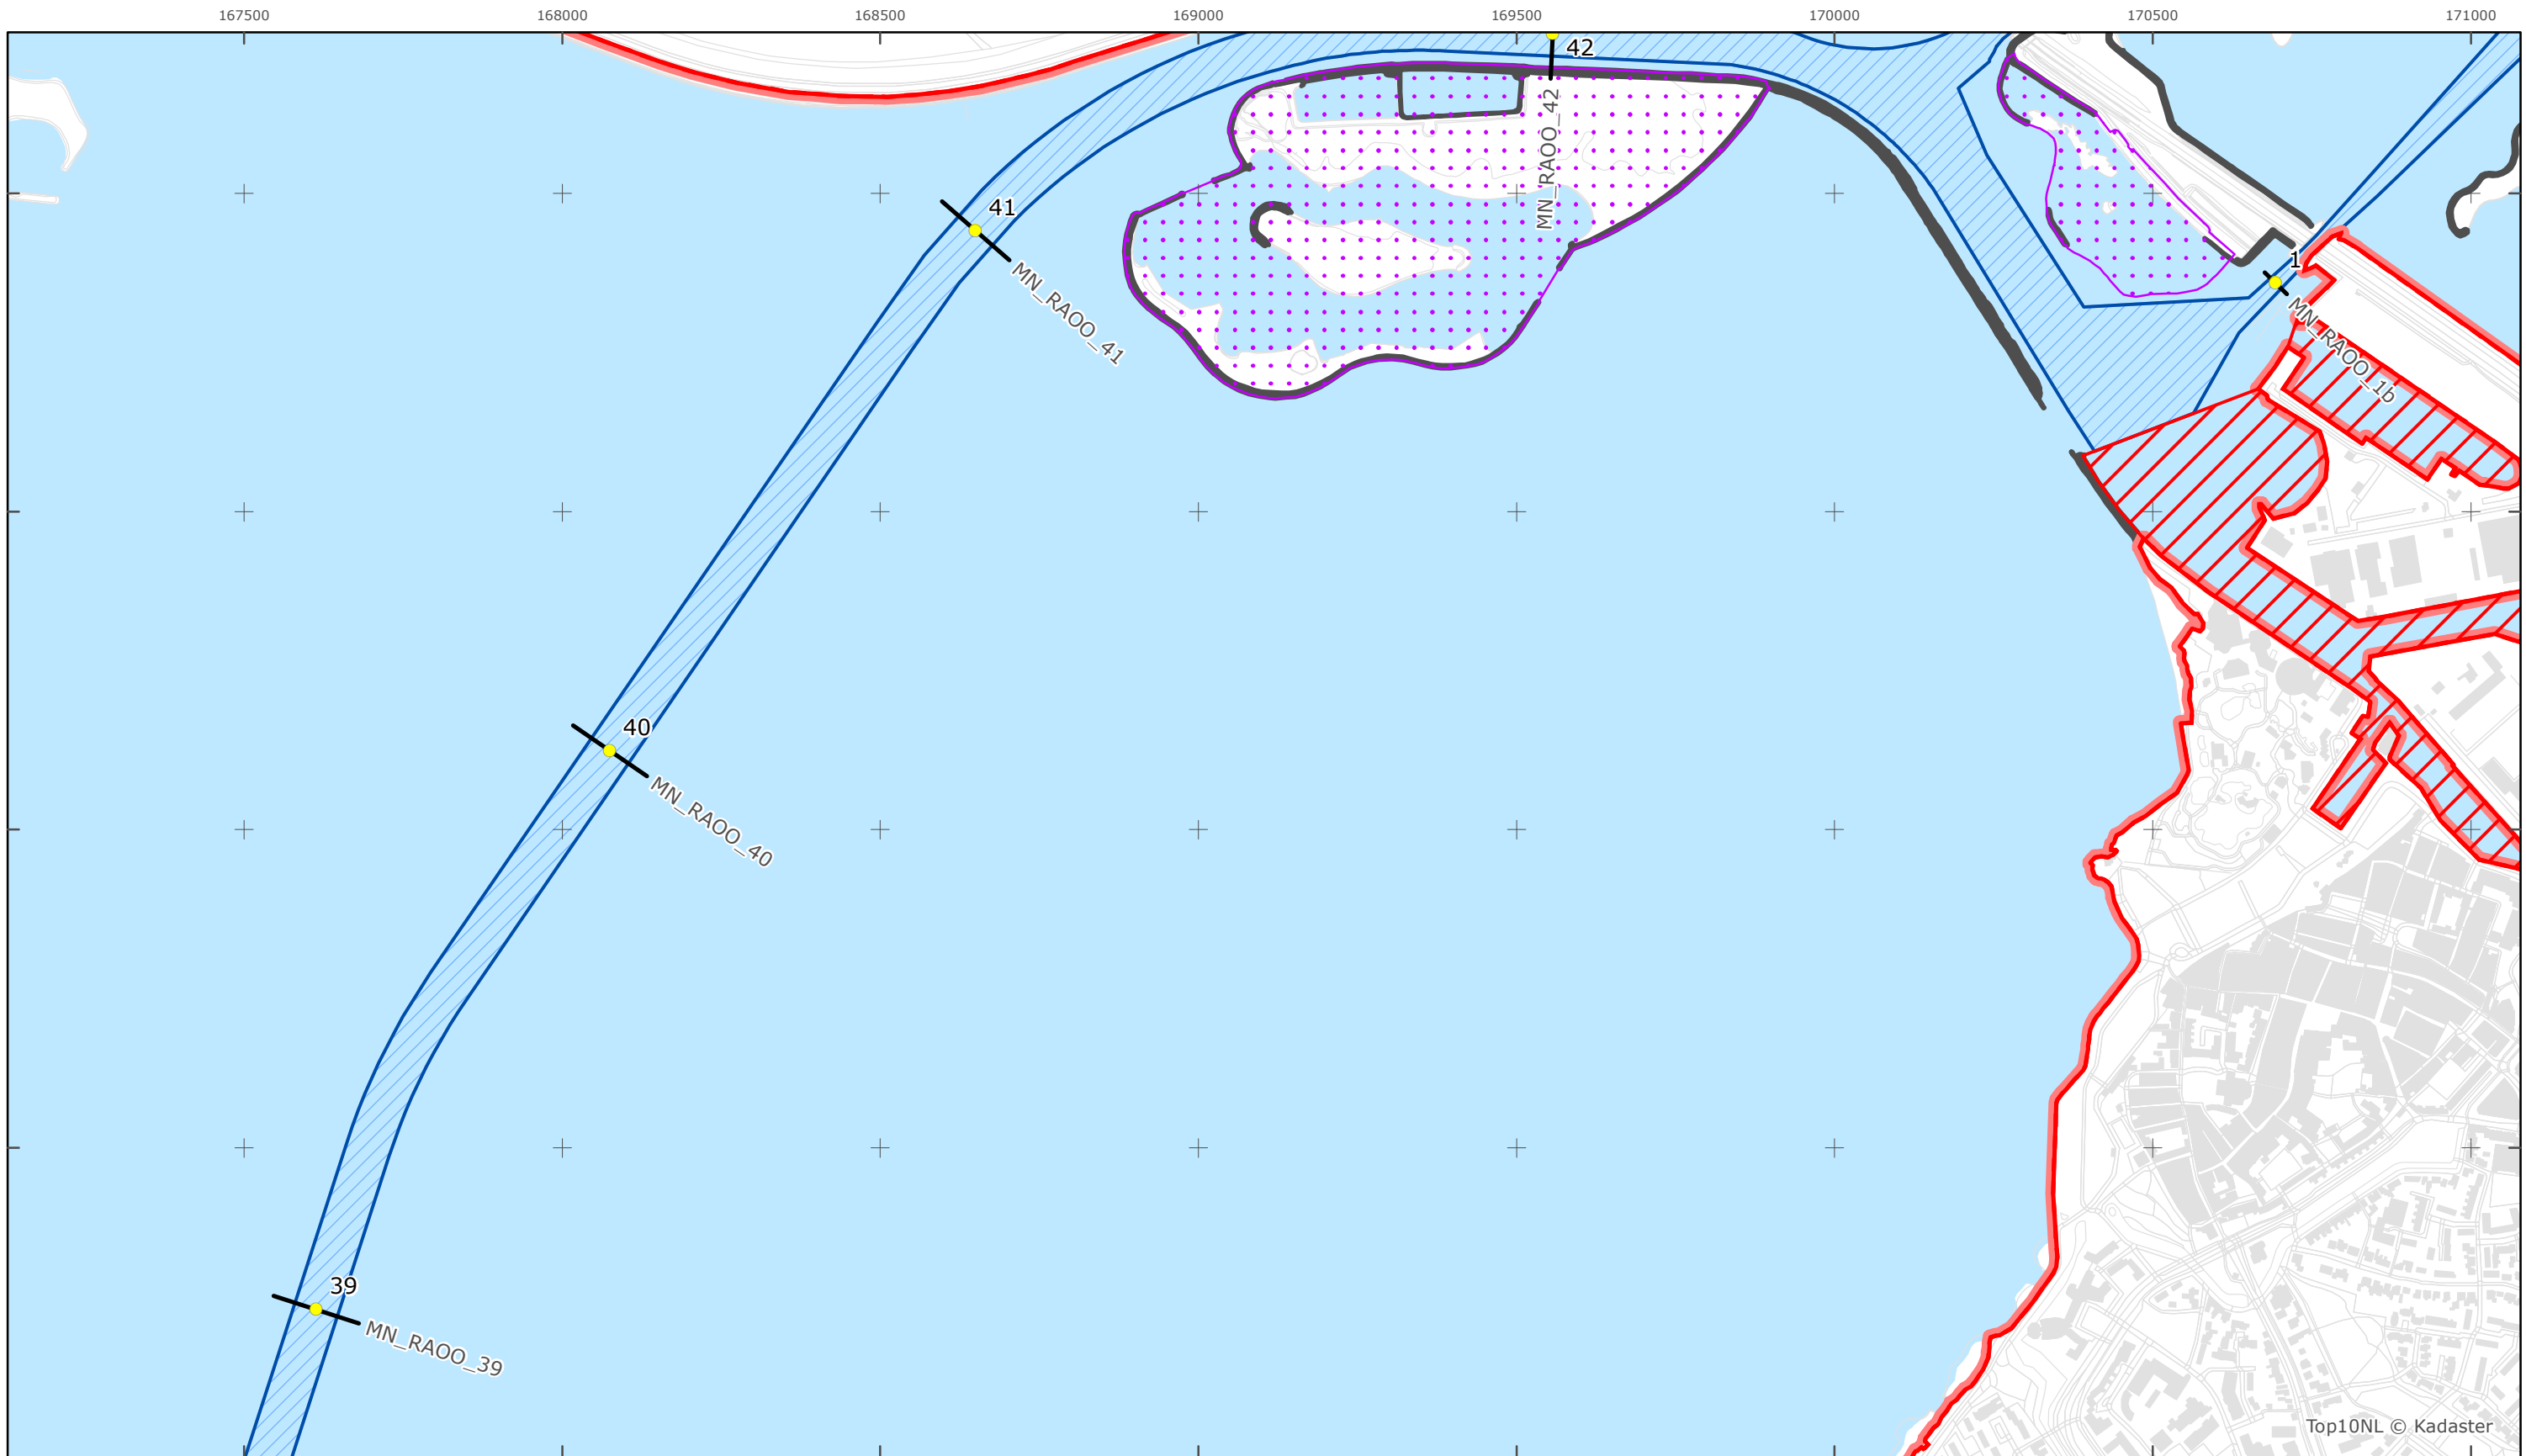 167500 168000 168500 169000 169500 170000 170500 171000
42
MN_RAOO_42
41
MN_RAOO_41
1
MN_RAOO_1b
40
MN_RAOO_40
39
MN_RAOO_39
Top10NL © Kadaster